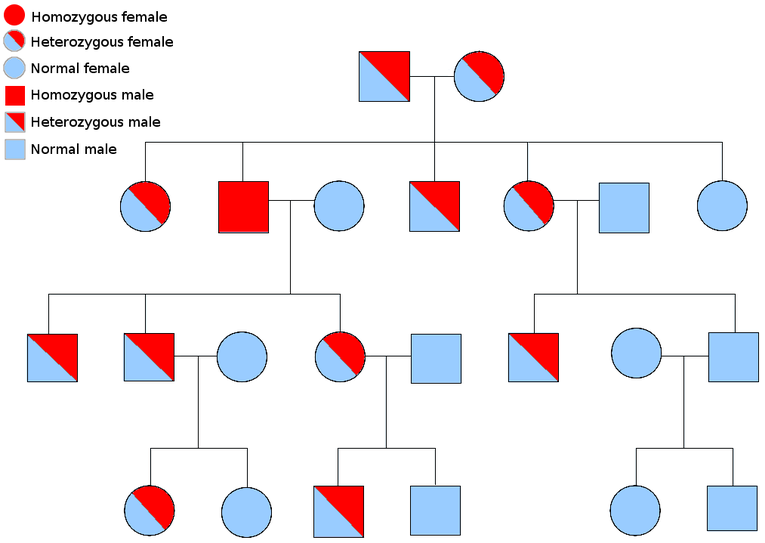 Homozygous female
Heterozygous female
Normal female
Homozygous male
Heterozygous male
Normal male